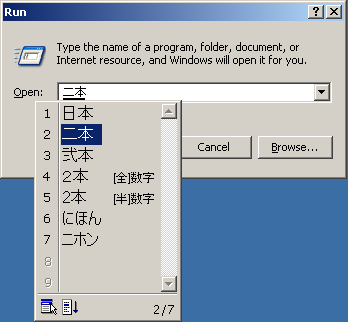 Run
Type the name of a program, folder, document, or
Internet resource, and Windows will open it for you.
Open: 二本
1 日本
2 二本
3 弐本
4 2本 [全]数字
5 2本 [半]数字
6 にほん
7 ニホン
8
9
2/7
Cancel
Browse...